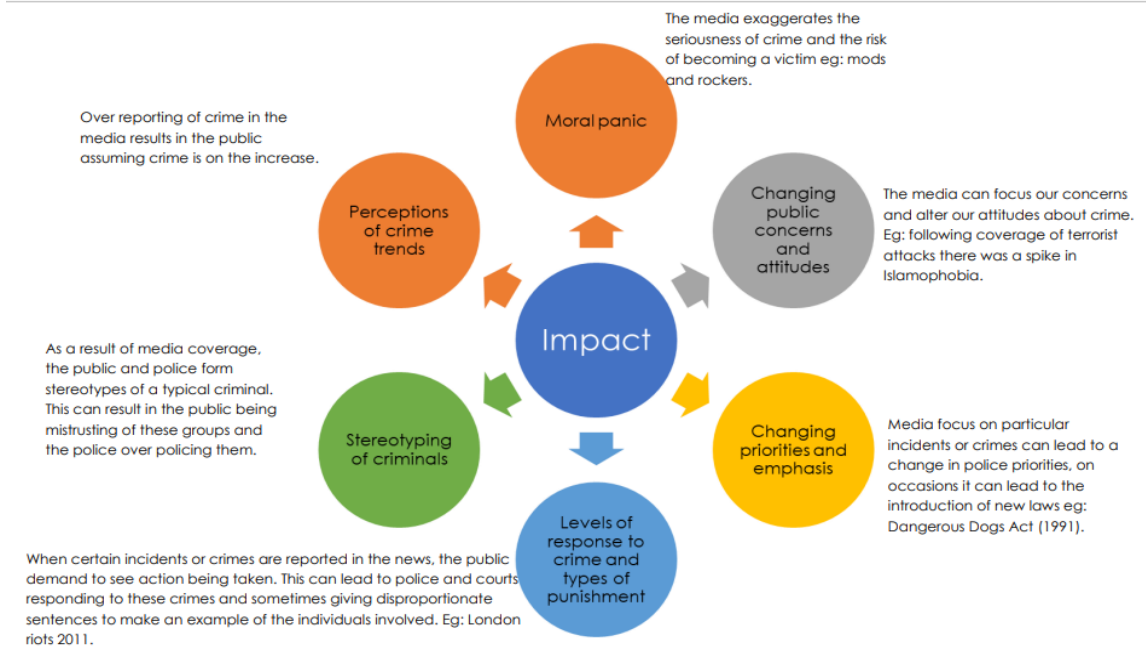 The media exaggerates the
seriousness of crime and the risk
of becoming a victim eg: mods
and rockers.
Moral panic
Over reporting of crime in the
media results in the public
assuming crime is on the increase.
Perceptions
of crime
trends
Changing
public
concerns
and
attitudes
The media can focus our concerns
and alter our attitudes about crime.
Eg: following coverage of terrorist
attacks there was a spike in
Islamophobia.
Impact
As a result of media coverage,
the public and police form
stereotypes of a typical criminal.
This can result in the public being
mistrusting of these groups and
the police over policing them.
Stereotyping
of criminals
Changing
priorities and
emphasis
Media focus on particular
incidents or crimes can lead to a
change in police priorities, on
occasions it can lead to the
introduction of new laws eg:
Dangerous Dogs Act (1991).
Levels of
response to
crime and
types of
punishment
When certain incidents or crimes are reported in the news, the public
demand to see action being taken. This can lead to police and courts
responding to these crimes and sometimes giving disproportionate
sentences to make an example of the individuals involved. Eg: London
riots 2011.